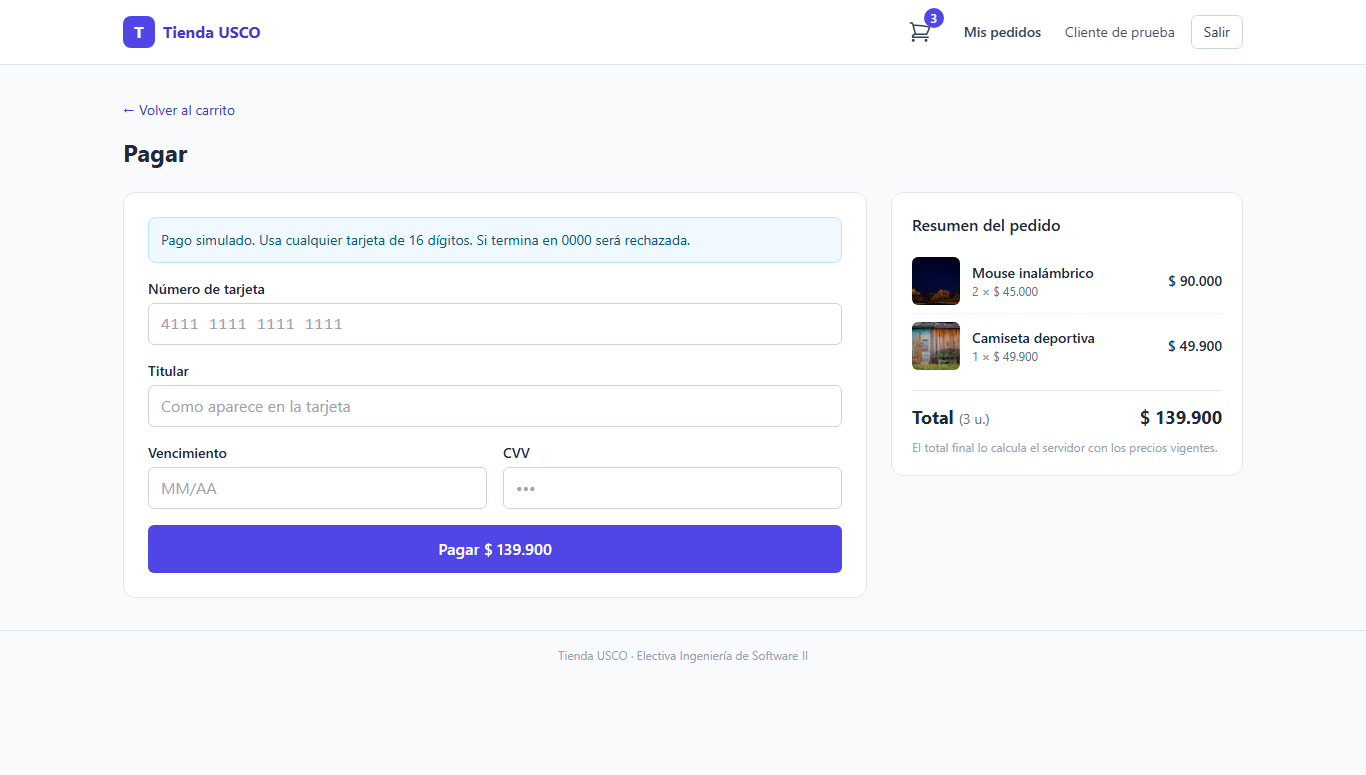 T Tienda USCO
3
Mis pedidos
Cliente de prueba
Salir
← Volver al carrito
Pagar
Pago simulado. Usa cualquier tarjeta de 16 dígitos. Si termina en 0000 será rechazada.
Número de tarjeta
4111 1111 1111 1111
Titular
Como aparece en la tarjeta
Vencimiento
CVV
MM/AA
•••
Pagar $ 139.900
Resumen del pedido
Mouse inalámbrico
2 × $ 45.000
$ 90.000
Camiseta deportiva
1 × $ 49.900
$ 49.900
Total (3 u.)
$ 139.900
El total final lo calcula el servidor con los precios vigentes.
Tienda USCO · Electiva Ingeniería de Software II